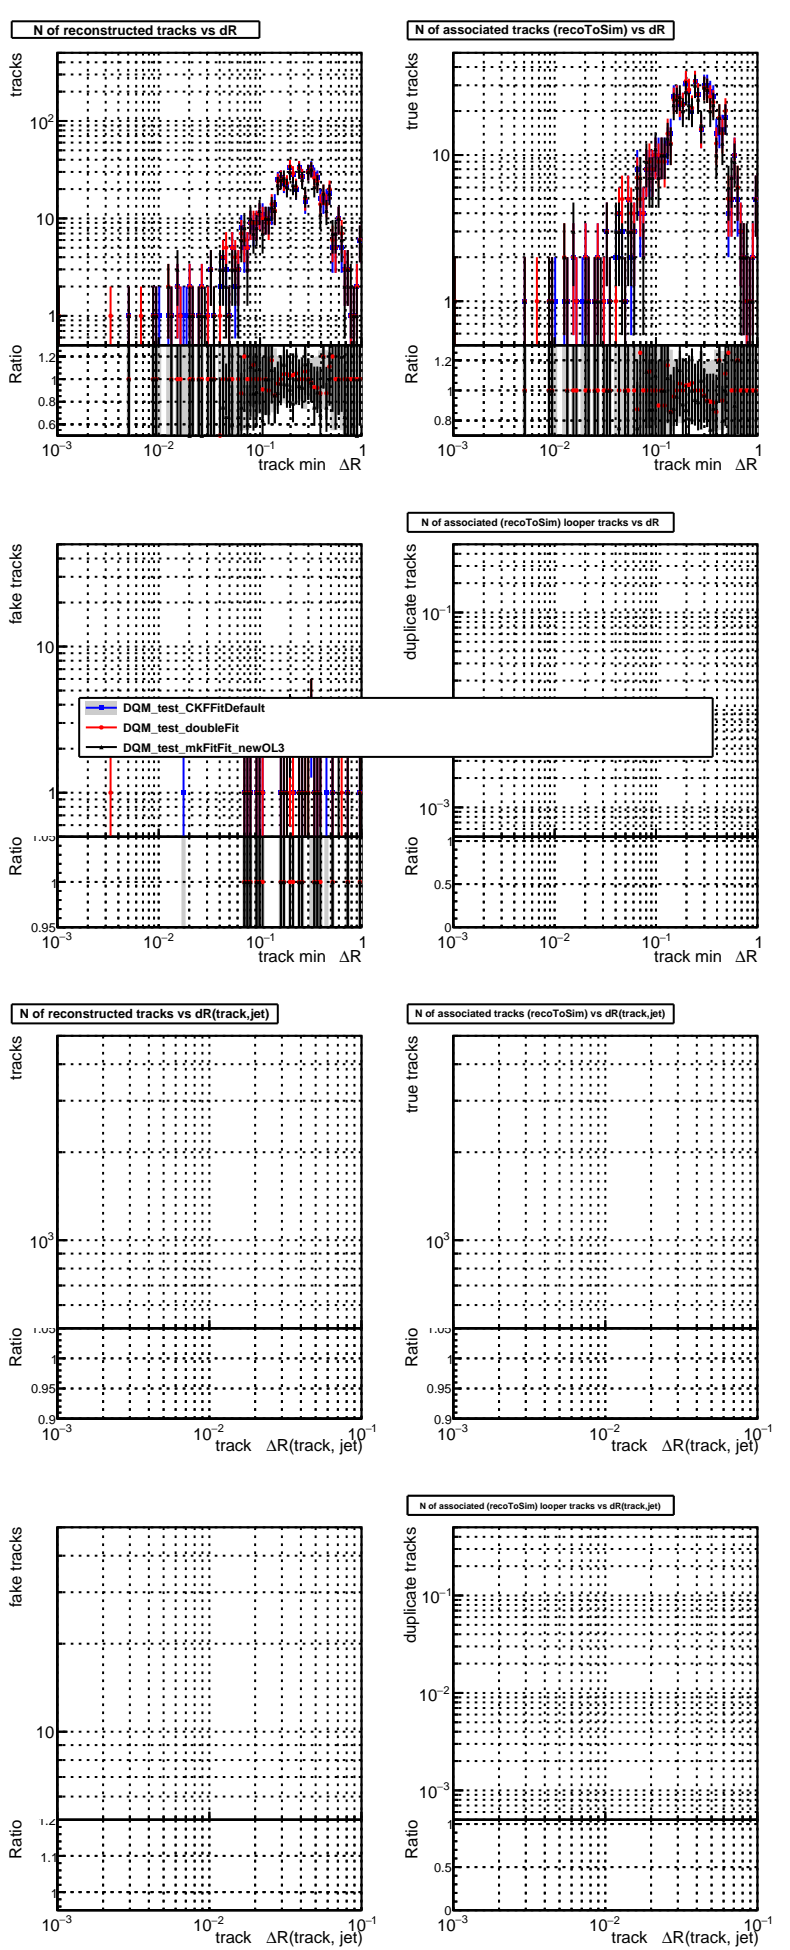 N of reconstructed tracks vs dR
N of associated tracks (recoToSim) vs dR
tracks
10²
10
1
Ratio
1.2
1
0.8
0.6
10⁻³ 10⁻² 10⁻¹ 1
track min ΔR
true tracks
10
1
Ratio
1.2
1
0.8
10⁻³ 10⁻² 10⁻¹ 1
track min ΔR
N of associated (recoToSim) looper tracks vs dR
fake tracks
10
1
Ratio
1.05
1
0.95
10⁻³ 10⁻² 10⁻¹ 1
track min ΔR
duplicate tracks
10⁻¹
10⁻³
Ratio
1
0.5
0
10⁻³ 10⁻² 10⁻¹ 1
track min ΔR
DQM_test_CKFFitDefault
DQM_test_doubleFit
DQM_test_mkFitFit_newOL3
N of reconstructed tracks vs dR(track,jet)
N of associated tracks (recoToSim) vs dR(track,jet)
tracks
10³
Ratio
1.05
1
0.95
0.9
10⁻³ 10⁻² 10⁻¹
track ΔR(track, jet)
true tracks
10³
Ratio
1.05
1
0.95
0.9
10⁻³ 10⁻² 10⁻¹
track ΔR(track, jet)
N of associated (recoToSim) looper tracks vs dR(track,jet)
fake tracks
10
Ratio
1.2
1.1
1
10⁻³ 10⁻² 10⁻¹
track ΔR(track, jet)
duplicate tracks
10⁻¹
10⁻²
10⁻³
Ratio
1
0.5
0
10⁻³ 10⁻² 10⁻¹
track ΔR(track, jet)